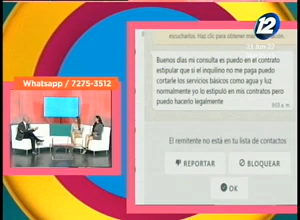 escucharlos. Haz clic para obtener más información.
12
21 Jun 23
Whatsapp / 7275-3512
Buenos días mi consulta es puedo en el contrato
estipular que si el inquilino no me paga puedo
cortarle los servicios básicos como agua y luz
normalmente yo lo estipulo en mis contratos pero
puedo hacerlo legalmente
El remitente no está en tu lista de contactos
REPORTAR
BLOQUEAR
OK